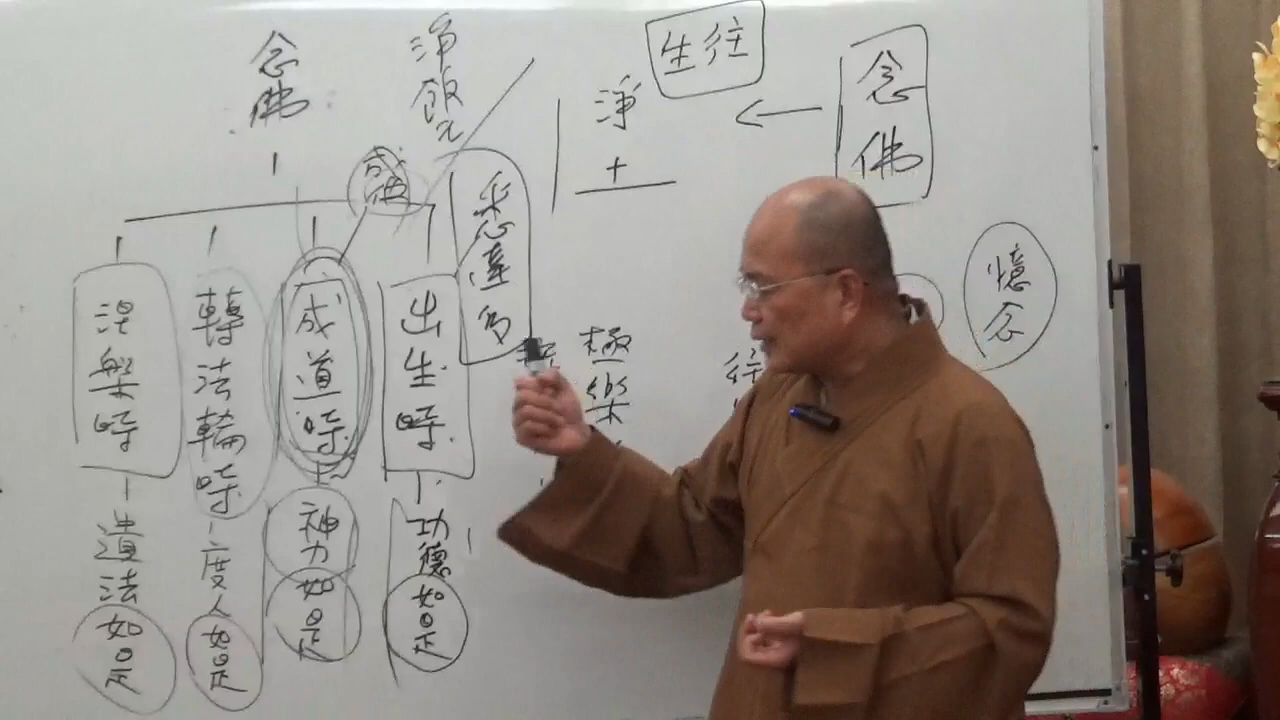 念佛
生往
淨土
憶念
極樂
淨飯
念佛
悉達多
出生時
功德如是
成道時
神力如是
轉法輪時
度人如是
涅槃時
遺法如是